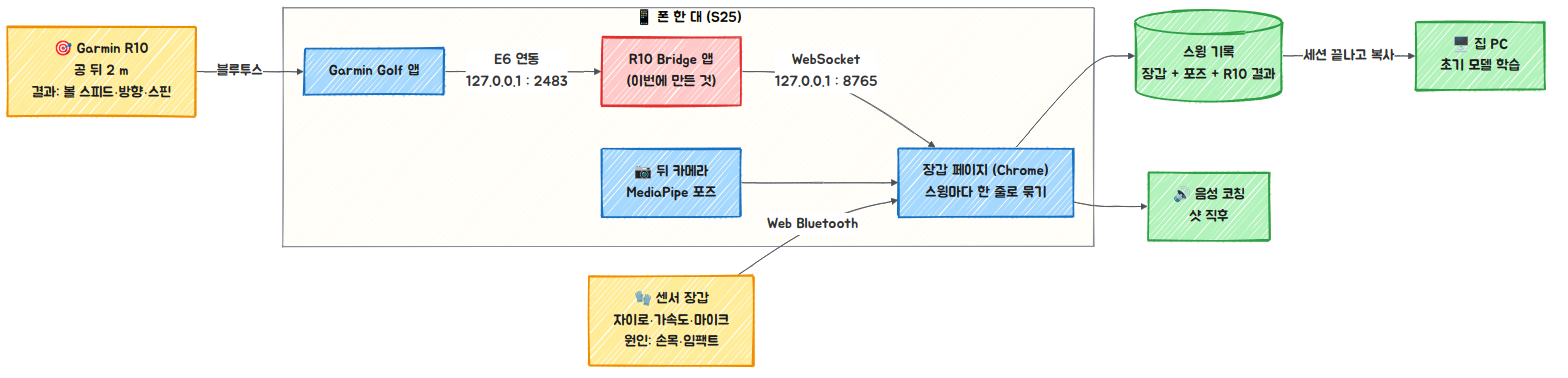 📱 폰 한 대 (S25)
🎯 Garmin R10
공 뒤 2 m
결과: 볼 스피드·방향·스핀
블루투스
Garmin Golf 앱
E6 연동
127.0.0.1 : 2483
R10 Bridge 앱
(이번에 만든 것)
WebSocket
127.0.0.1 : 8765
📷 뒤 카메라
MediaPipe 포즈
장갑 페이지 (Chrome)
스윙마다 한 줄로 묶기
Web Bluetooth
🧤 센서 장갑
자이로·가속도·마이크
원인: 손목·임팩트
스윙 기록
장갑 + 포즈 + R10 결과
세션 끝나고 복사
🖥️ 집 PC
초기 모델 학습
🔊 음성 코칭
샷 직후